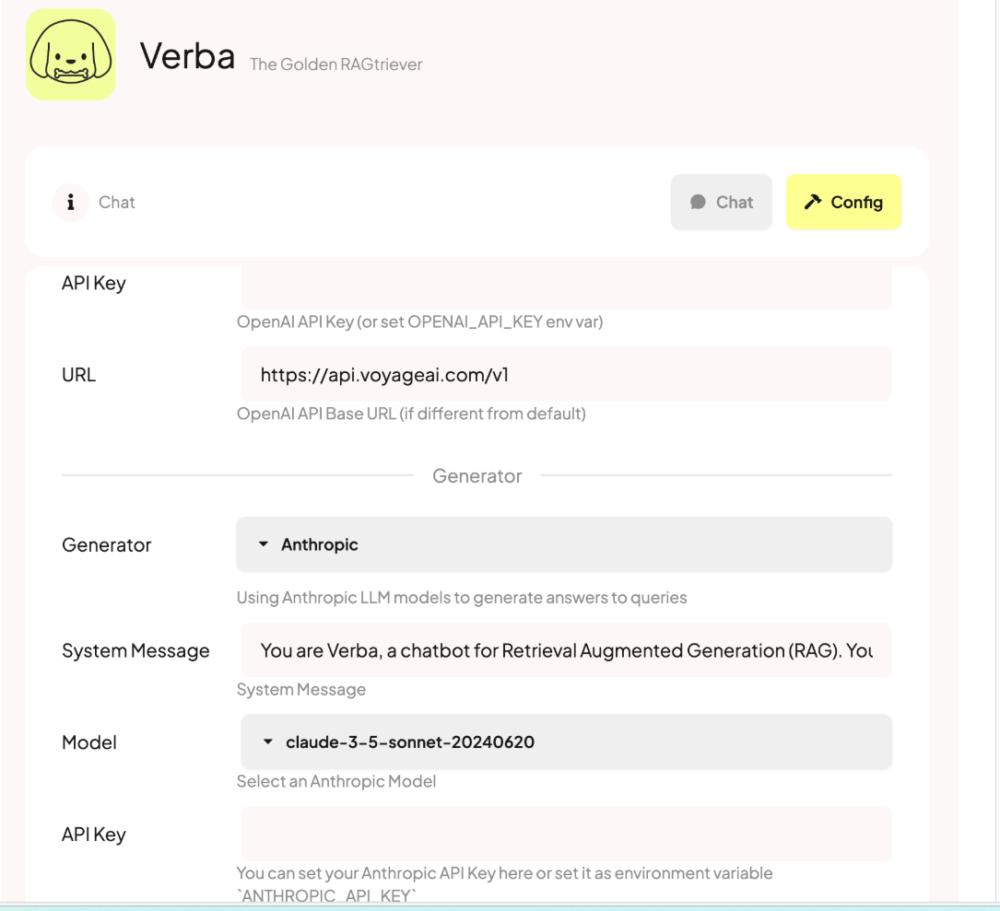 Verba The Golden RAGtriever
i Chat Chat Config
API Key
OpenAI API Key (or set OPENAI_API_KEY env var)
URL https://api.voyageai.com/v1
OpenAI API Base URL (if different from default)
Generator
Generator Anthropic
Using Anthropic LLM models to generate answers to queries
System Message You are Verba, a chatbot for Retrieval Augmented Generation (RAG). You
System Message
Model claude-3-5-sonnet-20240620
Select an Anthropic Model
API Key
You can set your Anthropic API Key here or set it as environment variable
`ANTHROPIC_API_KEY`